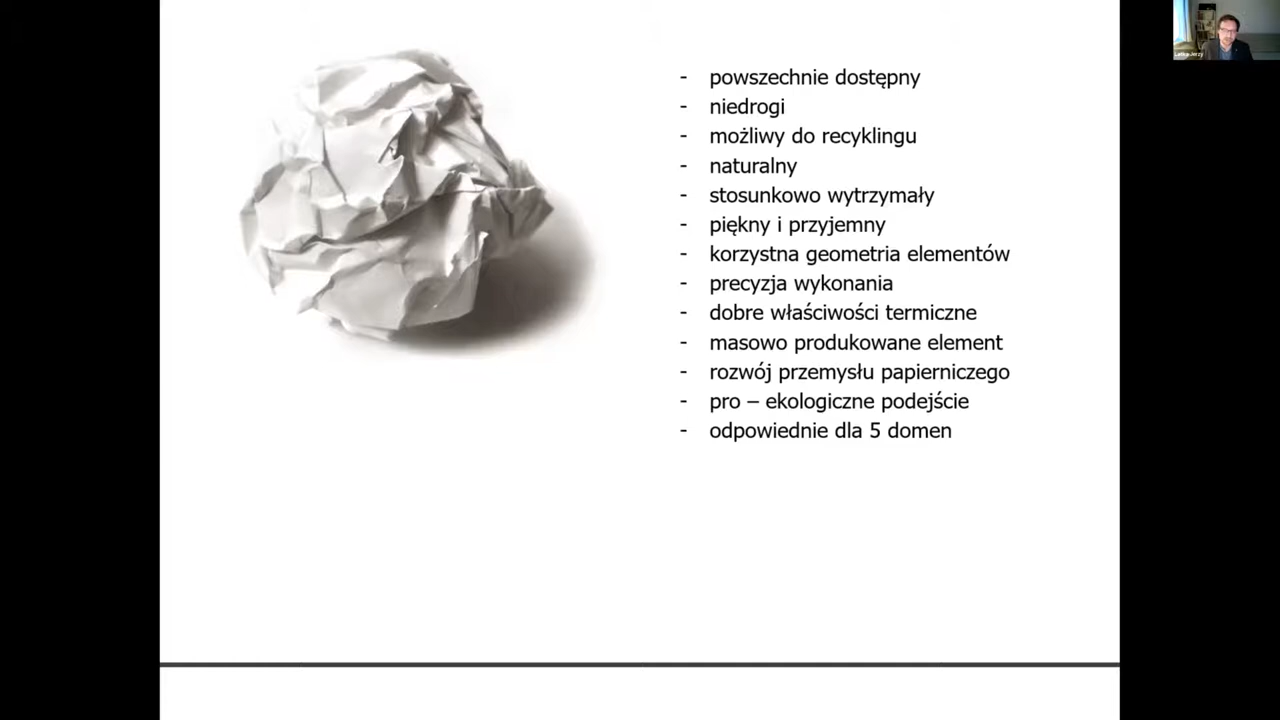 - powszechnie dostępny
- niedrogi
- możliwy do recyklingu
- naturalny
- stosunkowo wytrzymały
- piękny i przyjemny
- korzystna geometria elementów
- precyzja wykonania
- dobre właściwości termiczne
- masowo produkowane element
- rozwój przemysłu papierniczego
- pro – ekologiczne podejście
- odpowiednie dla 5 domen